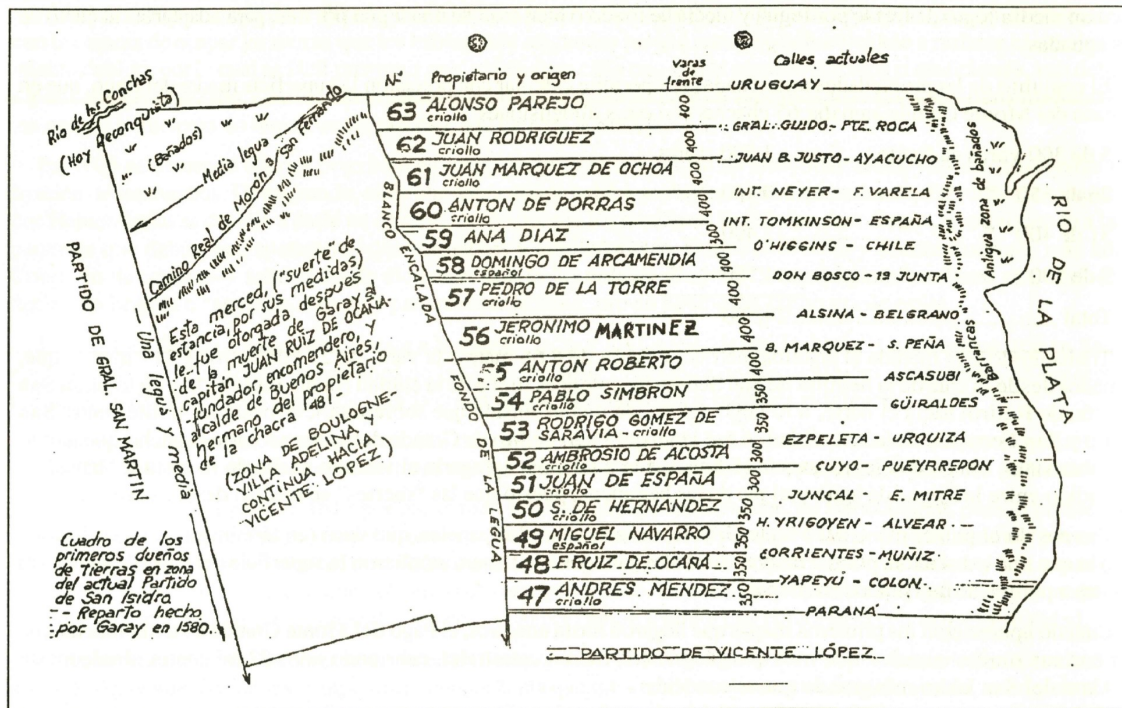 Nº Propietario y origen varas de frente Calles actuales
URUGUAY
63 ALONSO PAREJO 400
criollo
GRAL. GUIDO - PTE. ROCA
62 JUAN RODRIGUEZ 400
criollo
JUAN B. JUSTO - AYACUCHO
61 JUAN MARQUEZ DE OCHOA 400
criollo
INT. NEYER - F. VARELA
60 ANTON DE PORRAS 400
criollo
INT. TOMKINSON - ESPAÑA
59 ANA DIAZ 300
O'HIGGINS - CHILE
58 DOMINGO DE ARCAMENDIA 400
español
DON BOSCO - 19 JUNTA
57 PEDRO DE LA TORRE 400
criollo
ALSINA - BELGRANO
56 JERONIMO MARTINEZ 400
criollo
B. MARQUEZ - S. PEÑA
55 ANTON ROBERTO 400
criollo
ASCASUBI
54 PABLO SIMBRON 350
criollo
GÜIRALDES
53 RODRIGO GOMEZ DE 350
SARAVIA - criollo
EZPELETA - URQUIZA
52 AMBROSIO DE ACOSTA 300
criollo
CUYO - PUEYRREDON
51 JUAN DE ESPAÑA 300
criollo
JUNCAL - E. MITRE
50 S. DE HERNANDEZ 350
criollo
H. YRIGOYEN - ALVEAR
49 MIGUEL NAVARRO 350
español
CORRIENTES - MUÑIZ
48 F. RUIZ DE OCAÑA 350
YAPEYÚ - COLON
47 ANDRES MENDEZ 350
criollo
PARANÁ
PARTIDO DE VICENTE LÓPEZ
Río de las Conchas
(Hoy Reconquista)
(Bañados)
Media legua
Camino Real de Morón a San Fernando
BLANCO ENCALADA FONDO DE LA LEGUA
PARTIDO DE GRAL. SAN MARTIN
- Una legua y media
Esta merced, ("suerte" de
estancia, por sus medidas)
le fue otorgada después
de la muerte de Garay al
capitán JUAN RUIZ DE OCAÑA-
fundador, encomendero, y
alcalde de Buenos Aires,
hermano del propietario
de la chacra 48/-
(ZONA DE BOULOGNE-
VILLA ADELINA Y
CONTINÚA HACIA
VICENTE LÓPEZ)
Cuadro de los
primeros dueños
de Tierras en zona
del actual Partido
de San Isidro
- Reparto hecho
por Garay en 1580.
Antigua zona de bañados
Barrancas
RIO DE LA PLATA